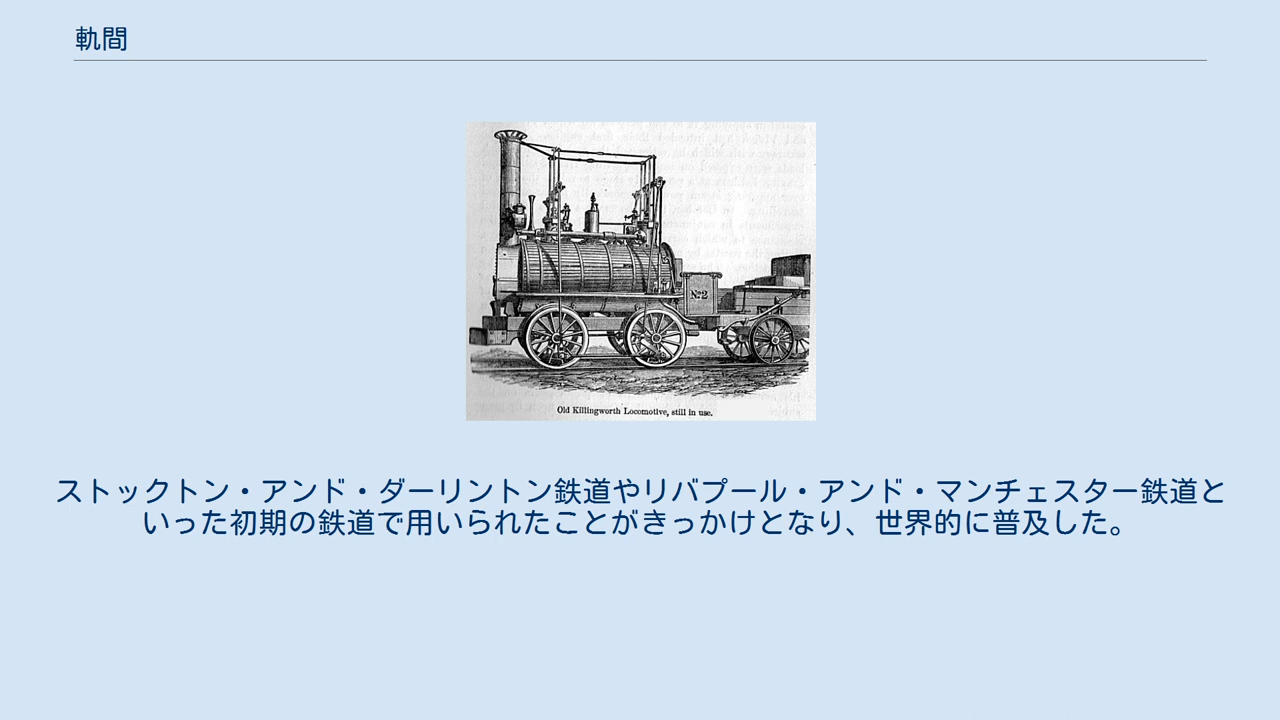 軌間
Nº2
Old Killingworth Locomotive, still in use.
ストックトン・アンド・ダーリントン鉄道やリバプール・アンド・マンチェスター鉄道と
いった初期の鉄道で用いられたことがきっかけとなり、世界的に普及した。